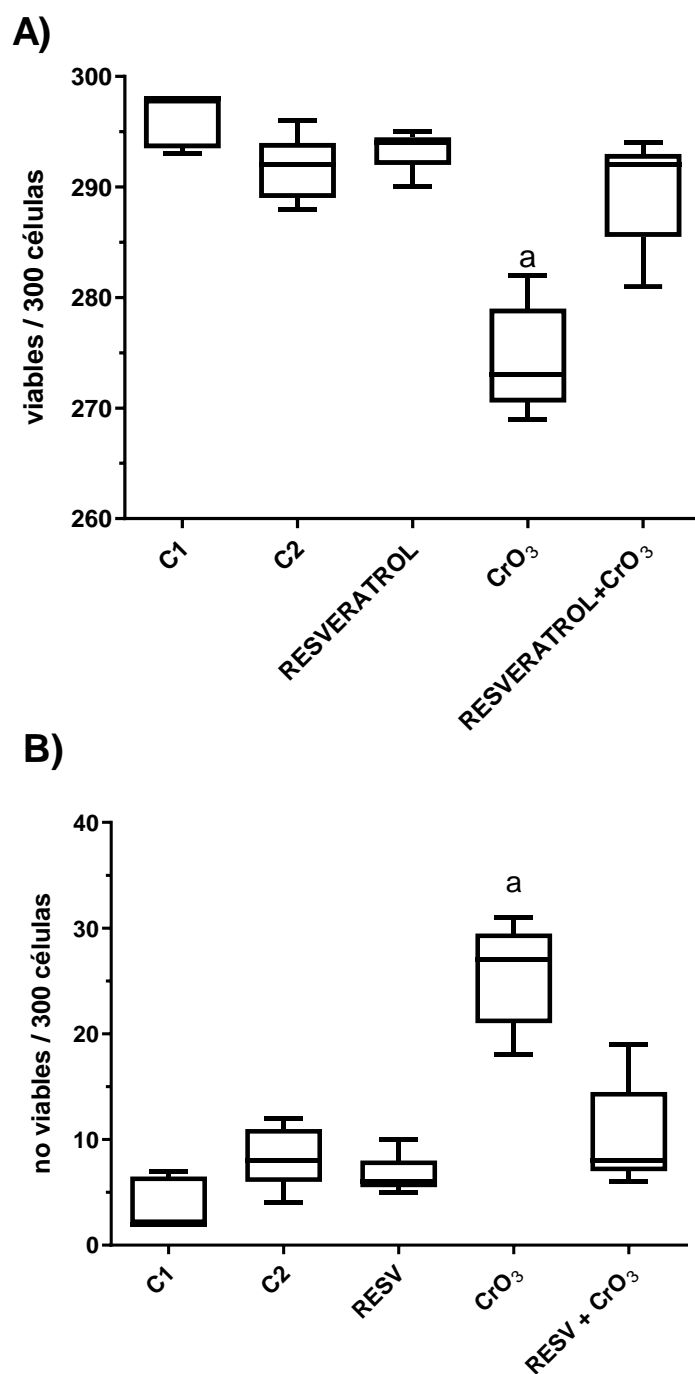 A)
viables / 300 células
300
290
280
270
260
a
C1
C2
RESVERATROL
CrO₃
RESVERATROL+CrO₃
B)
no viables / 300 células
40
30
20
10
0
a
C1
C2
RESV
CrO₃
RESV + CrO₃